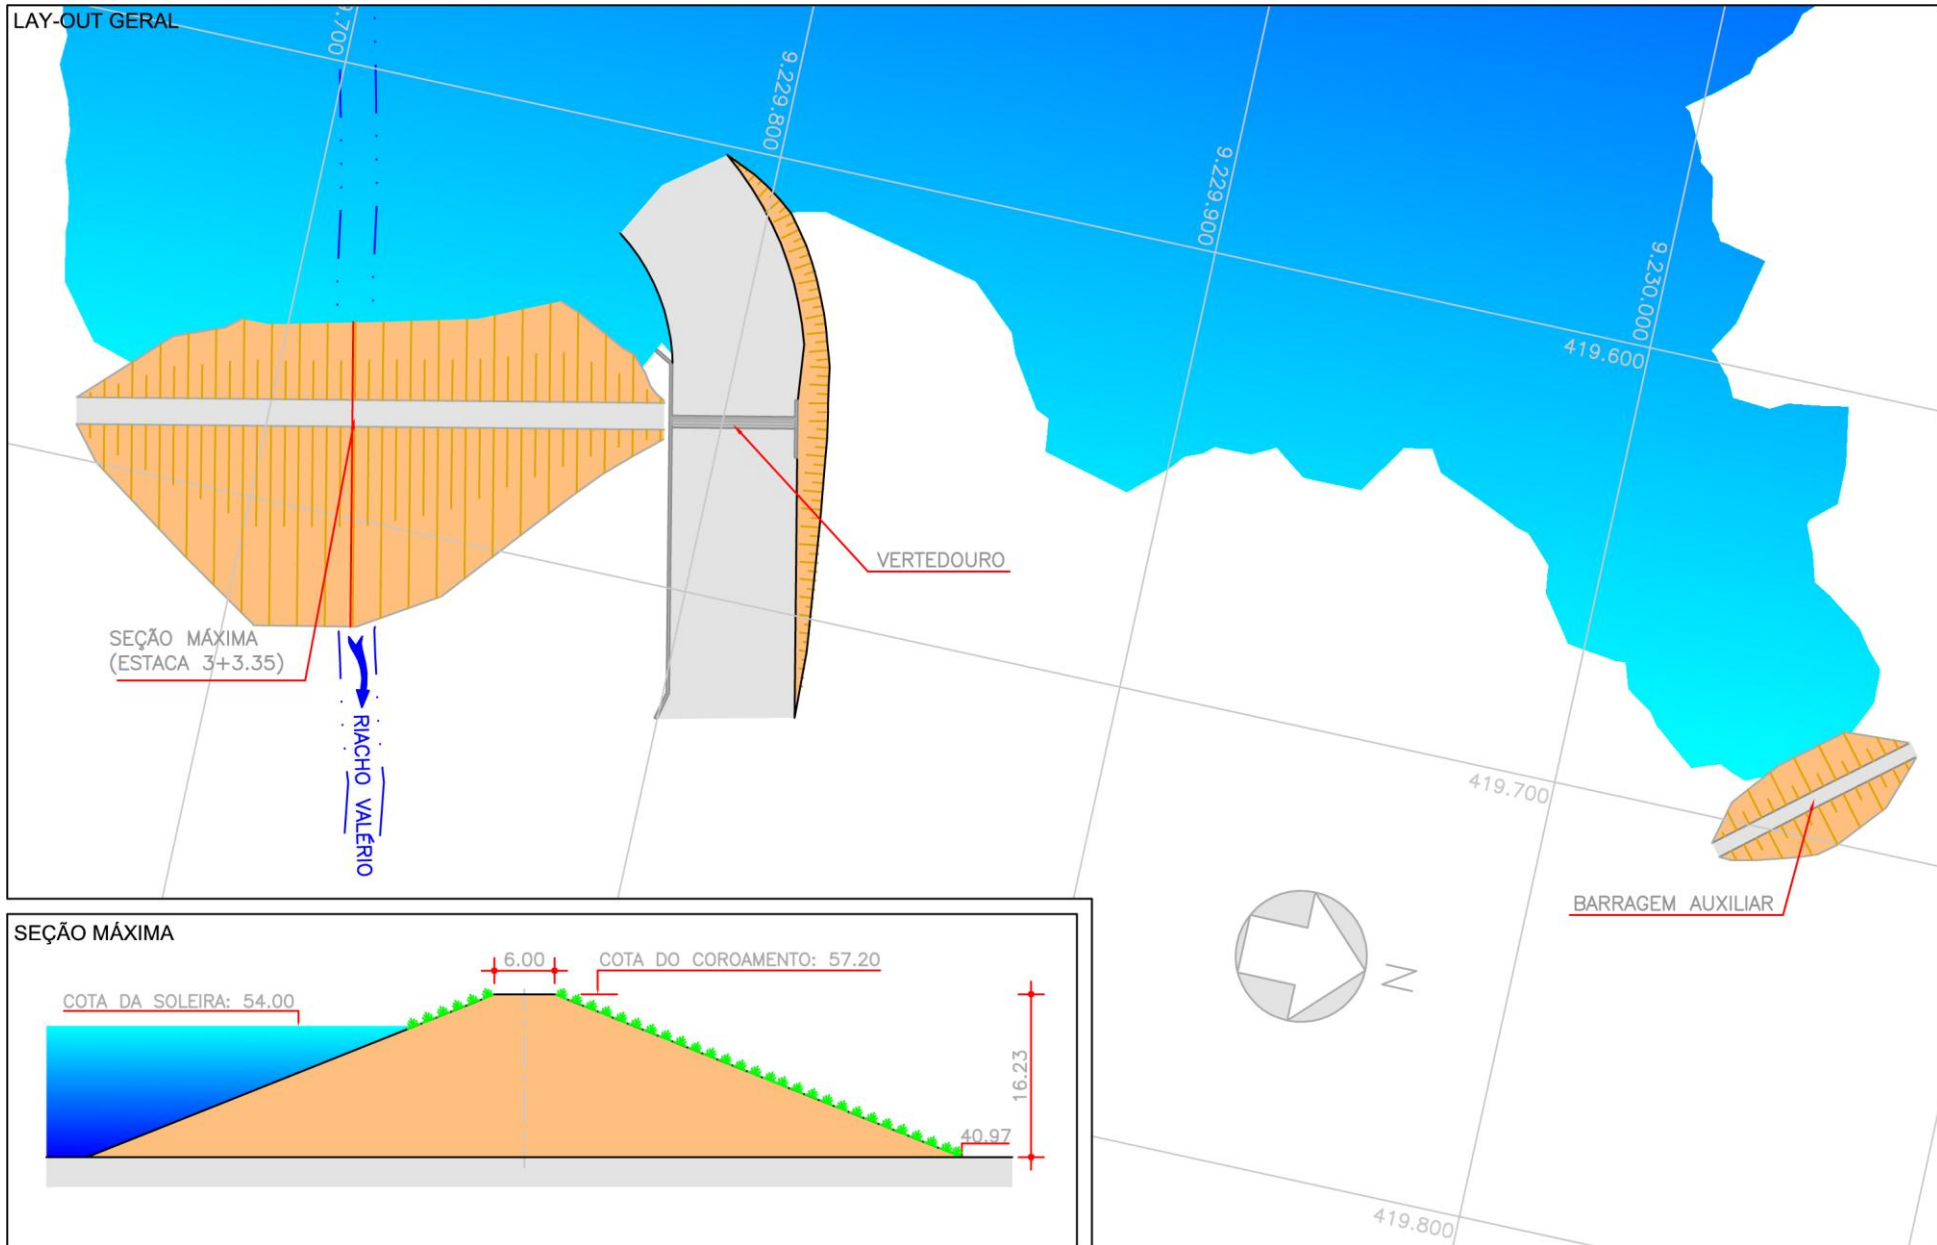 LAY-OUT GERAL
9.700
9.229.800
9.229.900
9.230.000
419.600
VERTEDOURO
SEÇÃO MÁXIMA
(ESTACA 3+3.35)
RIACHO VALÉRIO
419.700
BARRAGEM AUXILIAR
N
419.800
SEÇÃO MÁXIMA
6.00
COTA DO COROAMENTO: 57.20
COTA DA SOLEIRA: 54.00
16.23
40.97